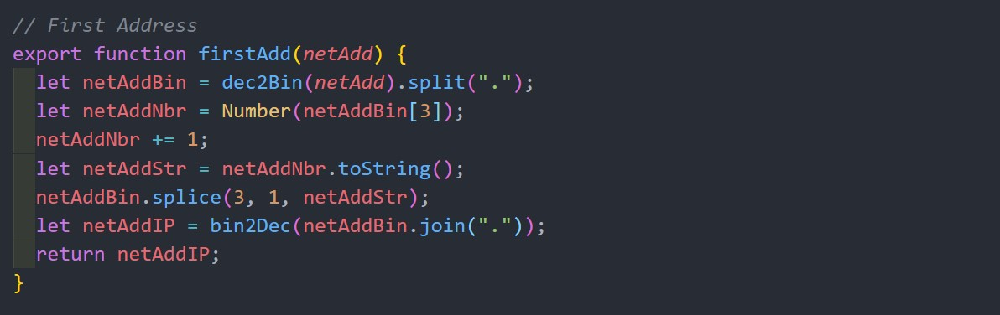 // First Address
export function firstAdd(netAdd) {
  let netAddBin = dec2Bin(netAdd).split(".");
  let netAddNbr = Number(netAddBin[3]);
  netAddNbr += 1;
  let netAddStr = netAddNbr.toString();
  netAddBin.splice(3, 1, netAddStr);
  let netAddIP = bin2Dec(netAddBin.join("."));
  return netAddIP;
}